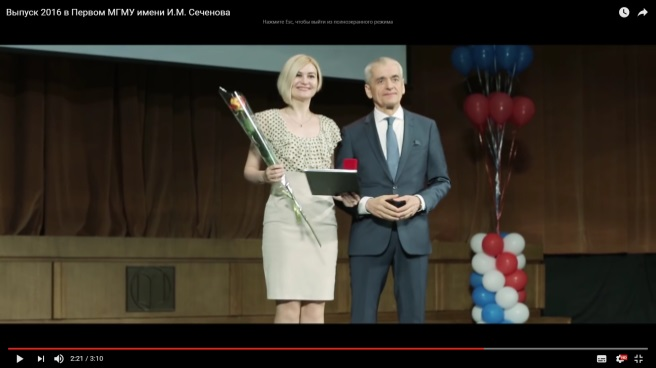 Выпуск 2016 в Первом МГМУ имени И.М. Сеченова
Нажмите Esc, чтобы выйти из полноэкранного режима
2:21 / 3:10